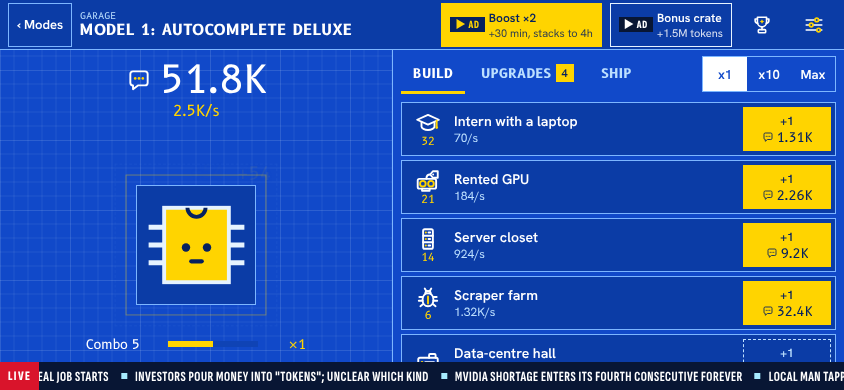 ‹ Modes
GARAGE
MODEL 1: AUTOCOMPLETE DELUXE
AD
Boost ×2
+30 min, stacks to 4h
AD
Bonus crate
+1.5M tokens
51.8K
2.5K/s
Combo 5
×1
BUILD
UPGRADES 4
SHIP
x1
x10
Max
32
Intern with a laptop
70/s
+1
1.31K
21
Rented GPU
184/s
+1
2.26K
14
Server closet
924/s
+1
9.2K
6
Scraper farm
1.32K/s
+1
32.4K
Data-centre hall
+1
LIVE
EAL JOB STARTS ■ INVESTORS POUR MONEY INTO "TOKENS"; UNCLEAR WHICH KIND ■ MVIDIA SHORTAGE ENTERS ITS FOURTH CONSECUTIVE QUARTER ■ LOCAL MAN TAPP